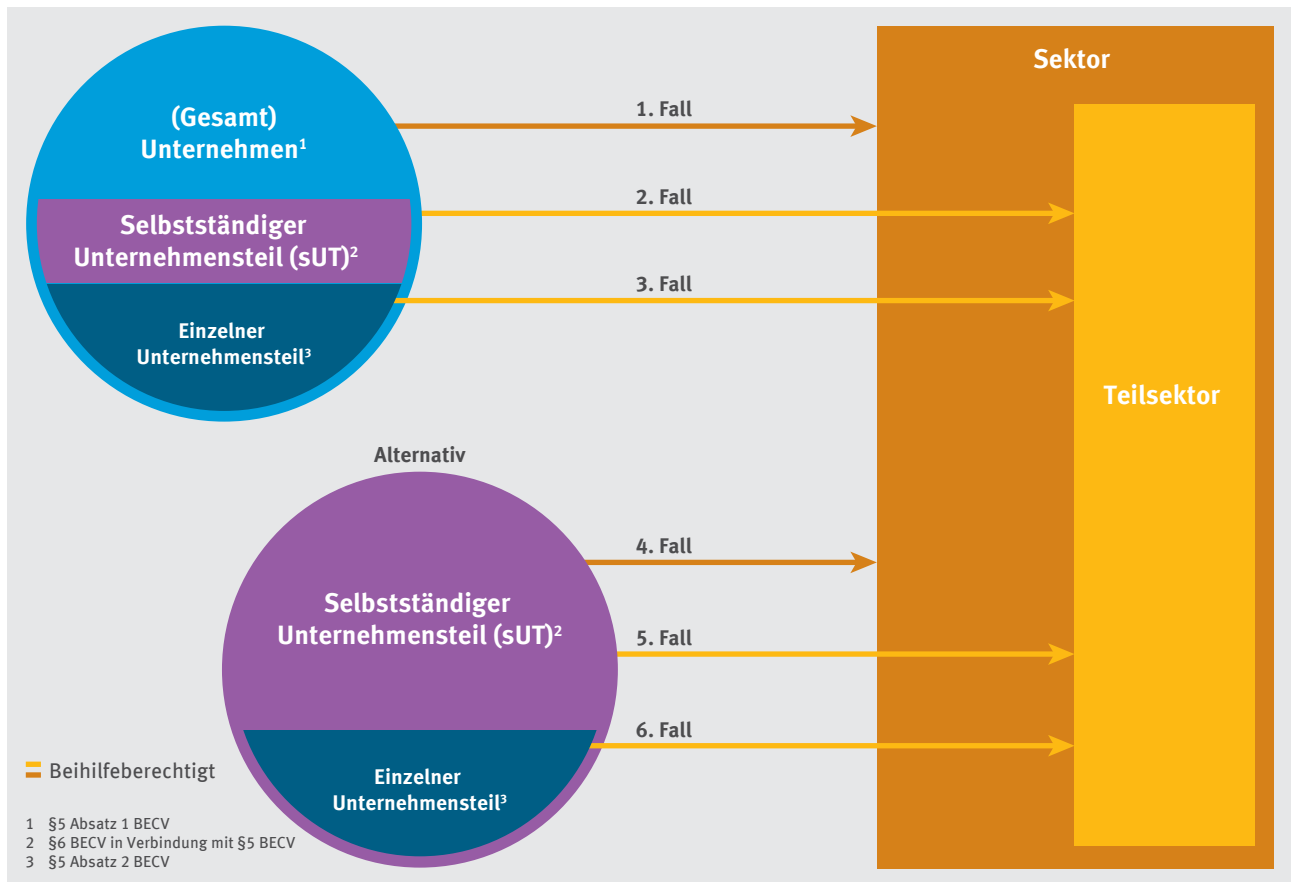 (Gesamt)
Unternehmen¹
Selbstständiger
Unternehmensteil (sUT)²
Einzelner
Unternehmensteil³
1. Fall
2. Fall
3. Fall
Sektor
Teilsektor
Alternativ
Selbstständiger
Unternehmensteil (sUT)²
Einzelner
Unternehmensteil³
4. Fall
5. Fall
6. Fall
Beihilfeberechtigt
1 §5 Absatz 1 BECV
2 §6 BECV in Verbindung mit §5 BECV
3 §5 Absatz 2 BECV